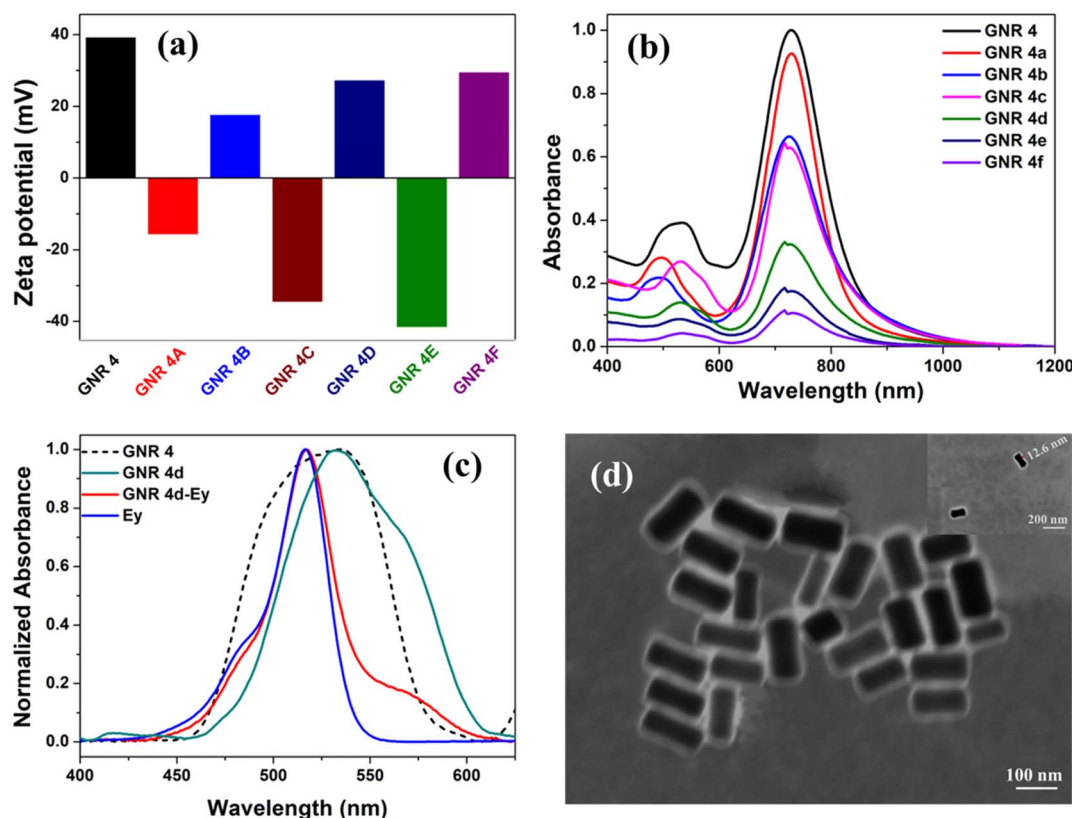 (a)
Zeta potential (mV)
40
20
0
-20
-40
GNR 4
GNR 4A
GNR 4B
GNR 4C
GNR 4D
GNR 4E
GNR 4F
(b)
GNR 4
GNR 4a
GNR 4b
GNR 4c
GNR 4d
GNR 4e
GNR 4f
Absorbance
1.0
0.8
0.6
0.4
0.2
0.0
400 600 800 1000 1200
Wavelength (nm)
(c)
GNR 4
GNR 4d
GNR 4d-Ey
Ey
Normalized Absorbance
1.0
0.8
0.6
0.4
0.2
0.0
400 450 500 550 600
Wavelength (nm)
(d)
12.6 nm
200 nm
100 nm